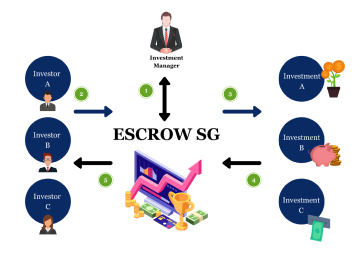 Investment
Manager
Investor
A
2
1
3
Investment
A
ESCROW SG
Investor
B
Investment
B
5
4
Investor
C
Investment
C